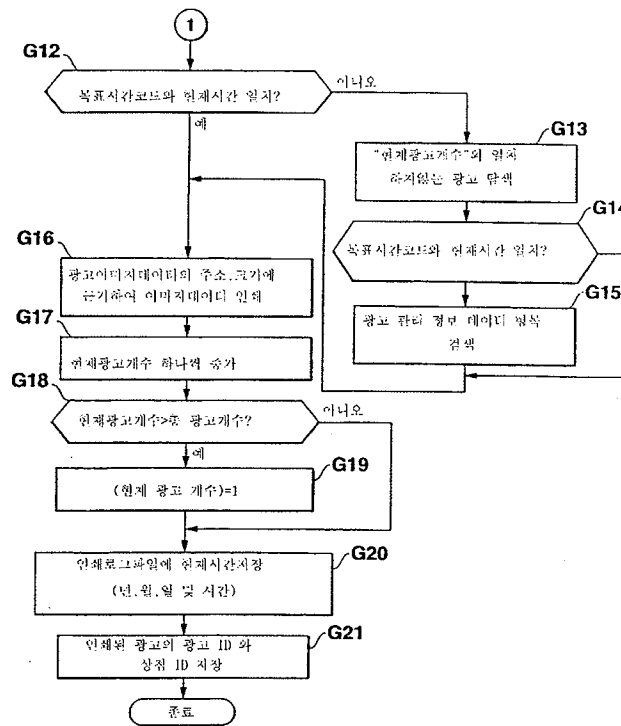 1
G12
목표시간코드와 현재시간 일치?
아니오
예
G13
"현재광고개수"와 일치
하지않는 광고 탐색
G14
목표시간코드와 현재시간 일치?
G15
광고 관리 정보 데이터 항목
검색
G16
광고이미지데이터의 주소,크기에
근거하여 이미지데이터 인쇄
G17
현재광고개수 하나씩 증가
G18
현재광고개수>총 광고개수?
아니오
예
G19
(현재 광고 개수)=1
G20
인쇄로그파일에 현재시간저장
(년,월,일 및 시간)
G21
인쇄된 광고의 광고 ID 와
상점 ID 저장
종료